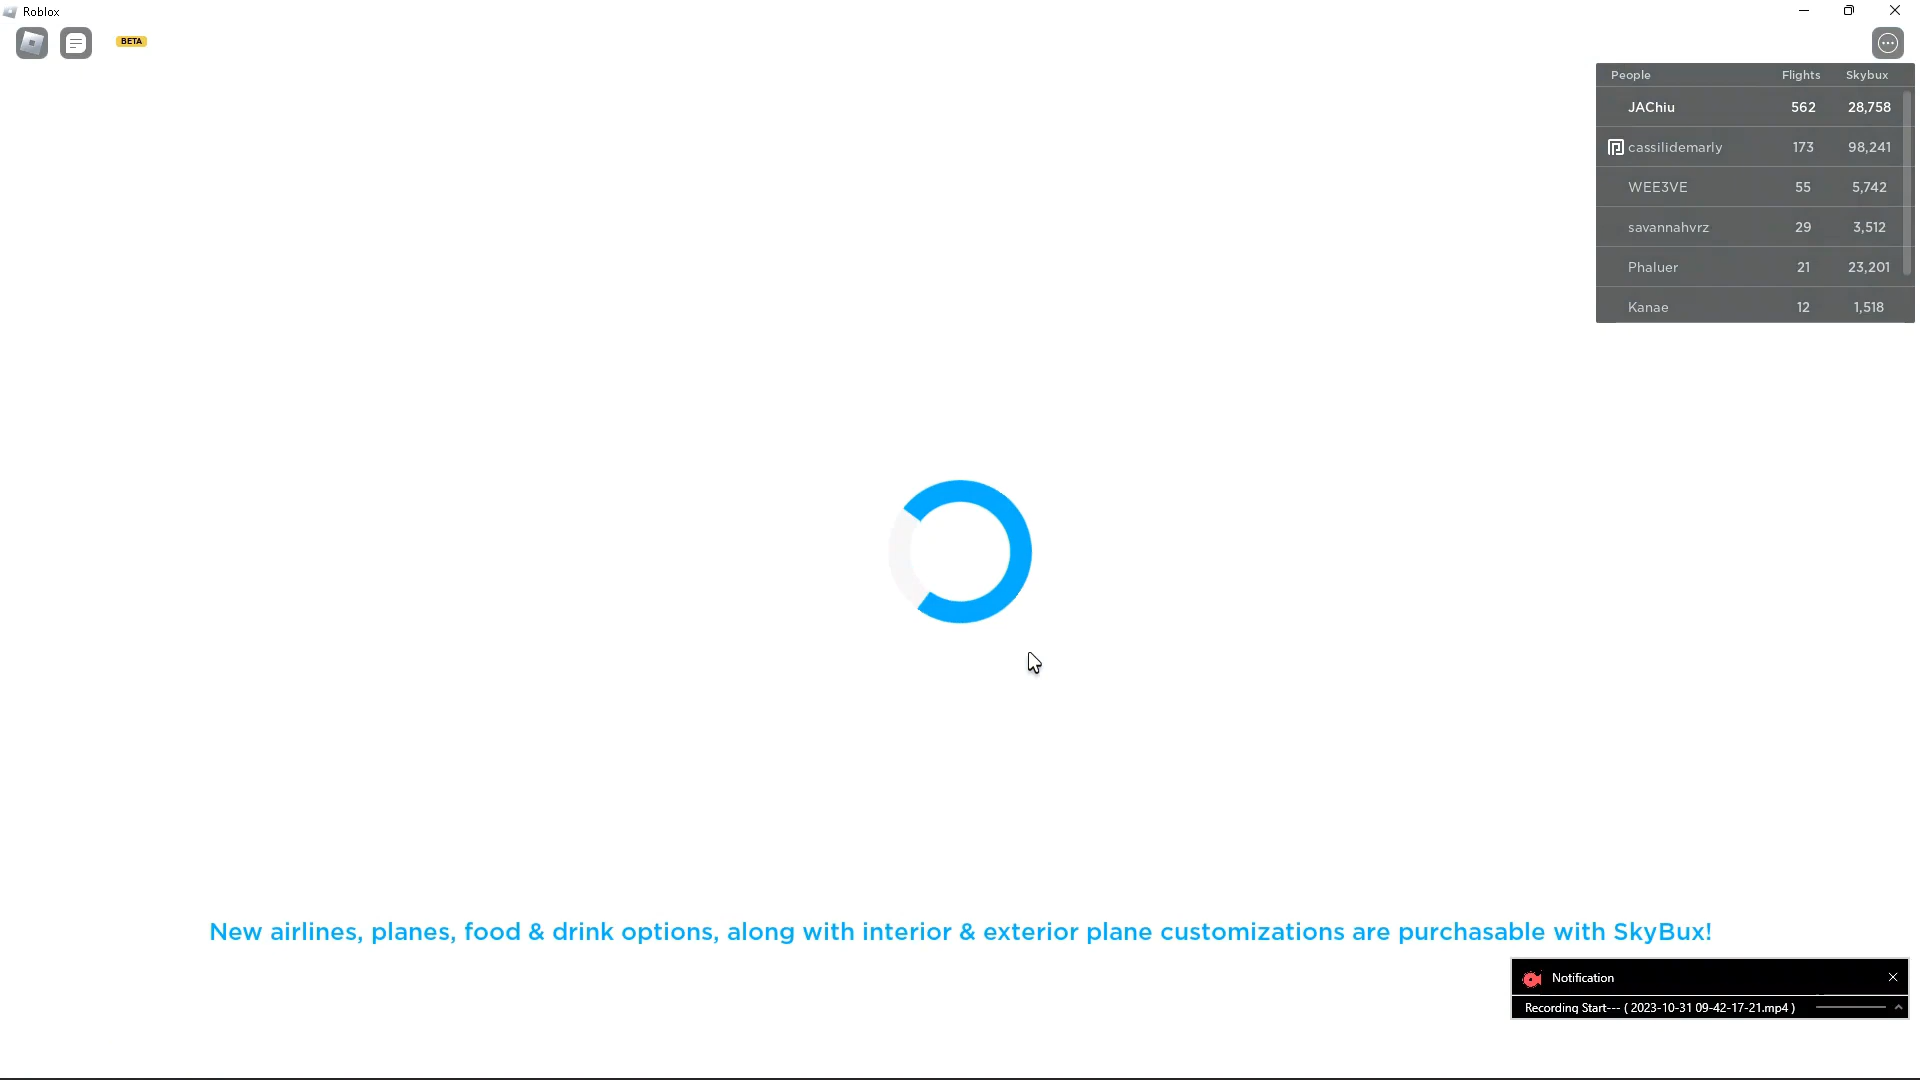 Roblox
BETA
People Flights Skybux
JAChiu 562 28,758
cassilidemarly 173 98,241
WEE3VE 55 5,742
savannahvrz 29 3,512
Phaluer 21 23,201
Kanae 12 1,518
New airlines, planes, food & drink options, along with interior & exterior plane customizations are purchasable with SkyBux!
Notification
Recording Start--- ( 2023-10-31 09-42-17-21.mp4 )